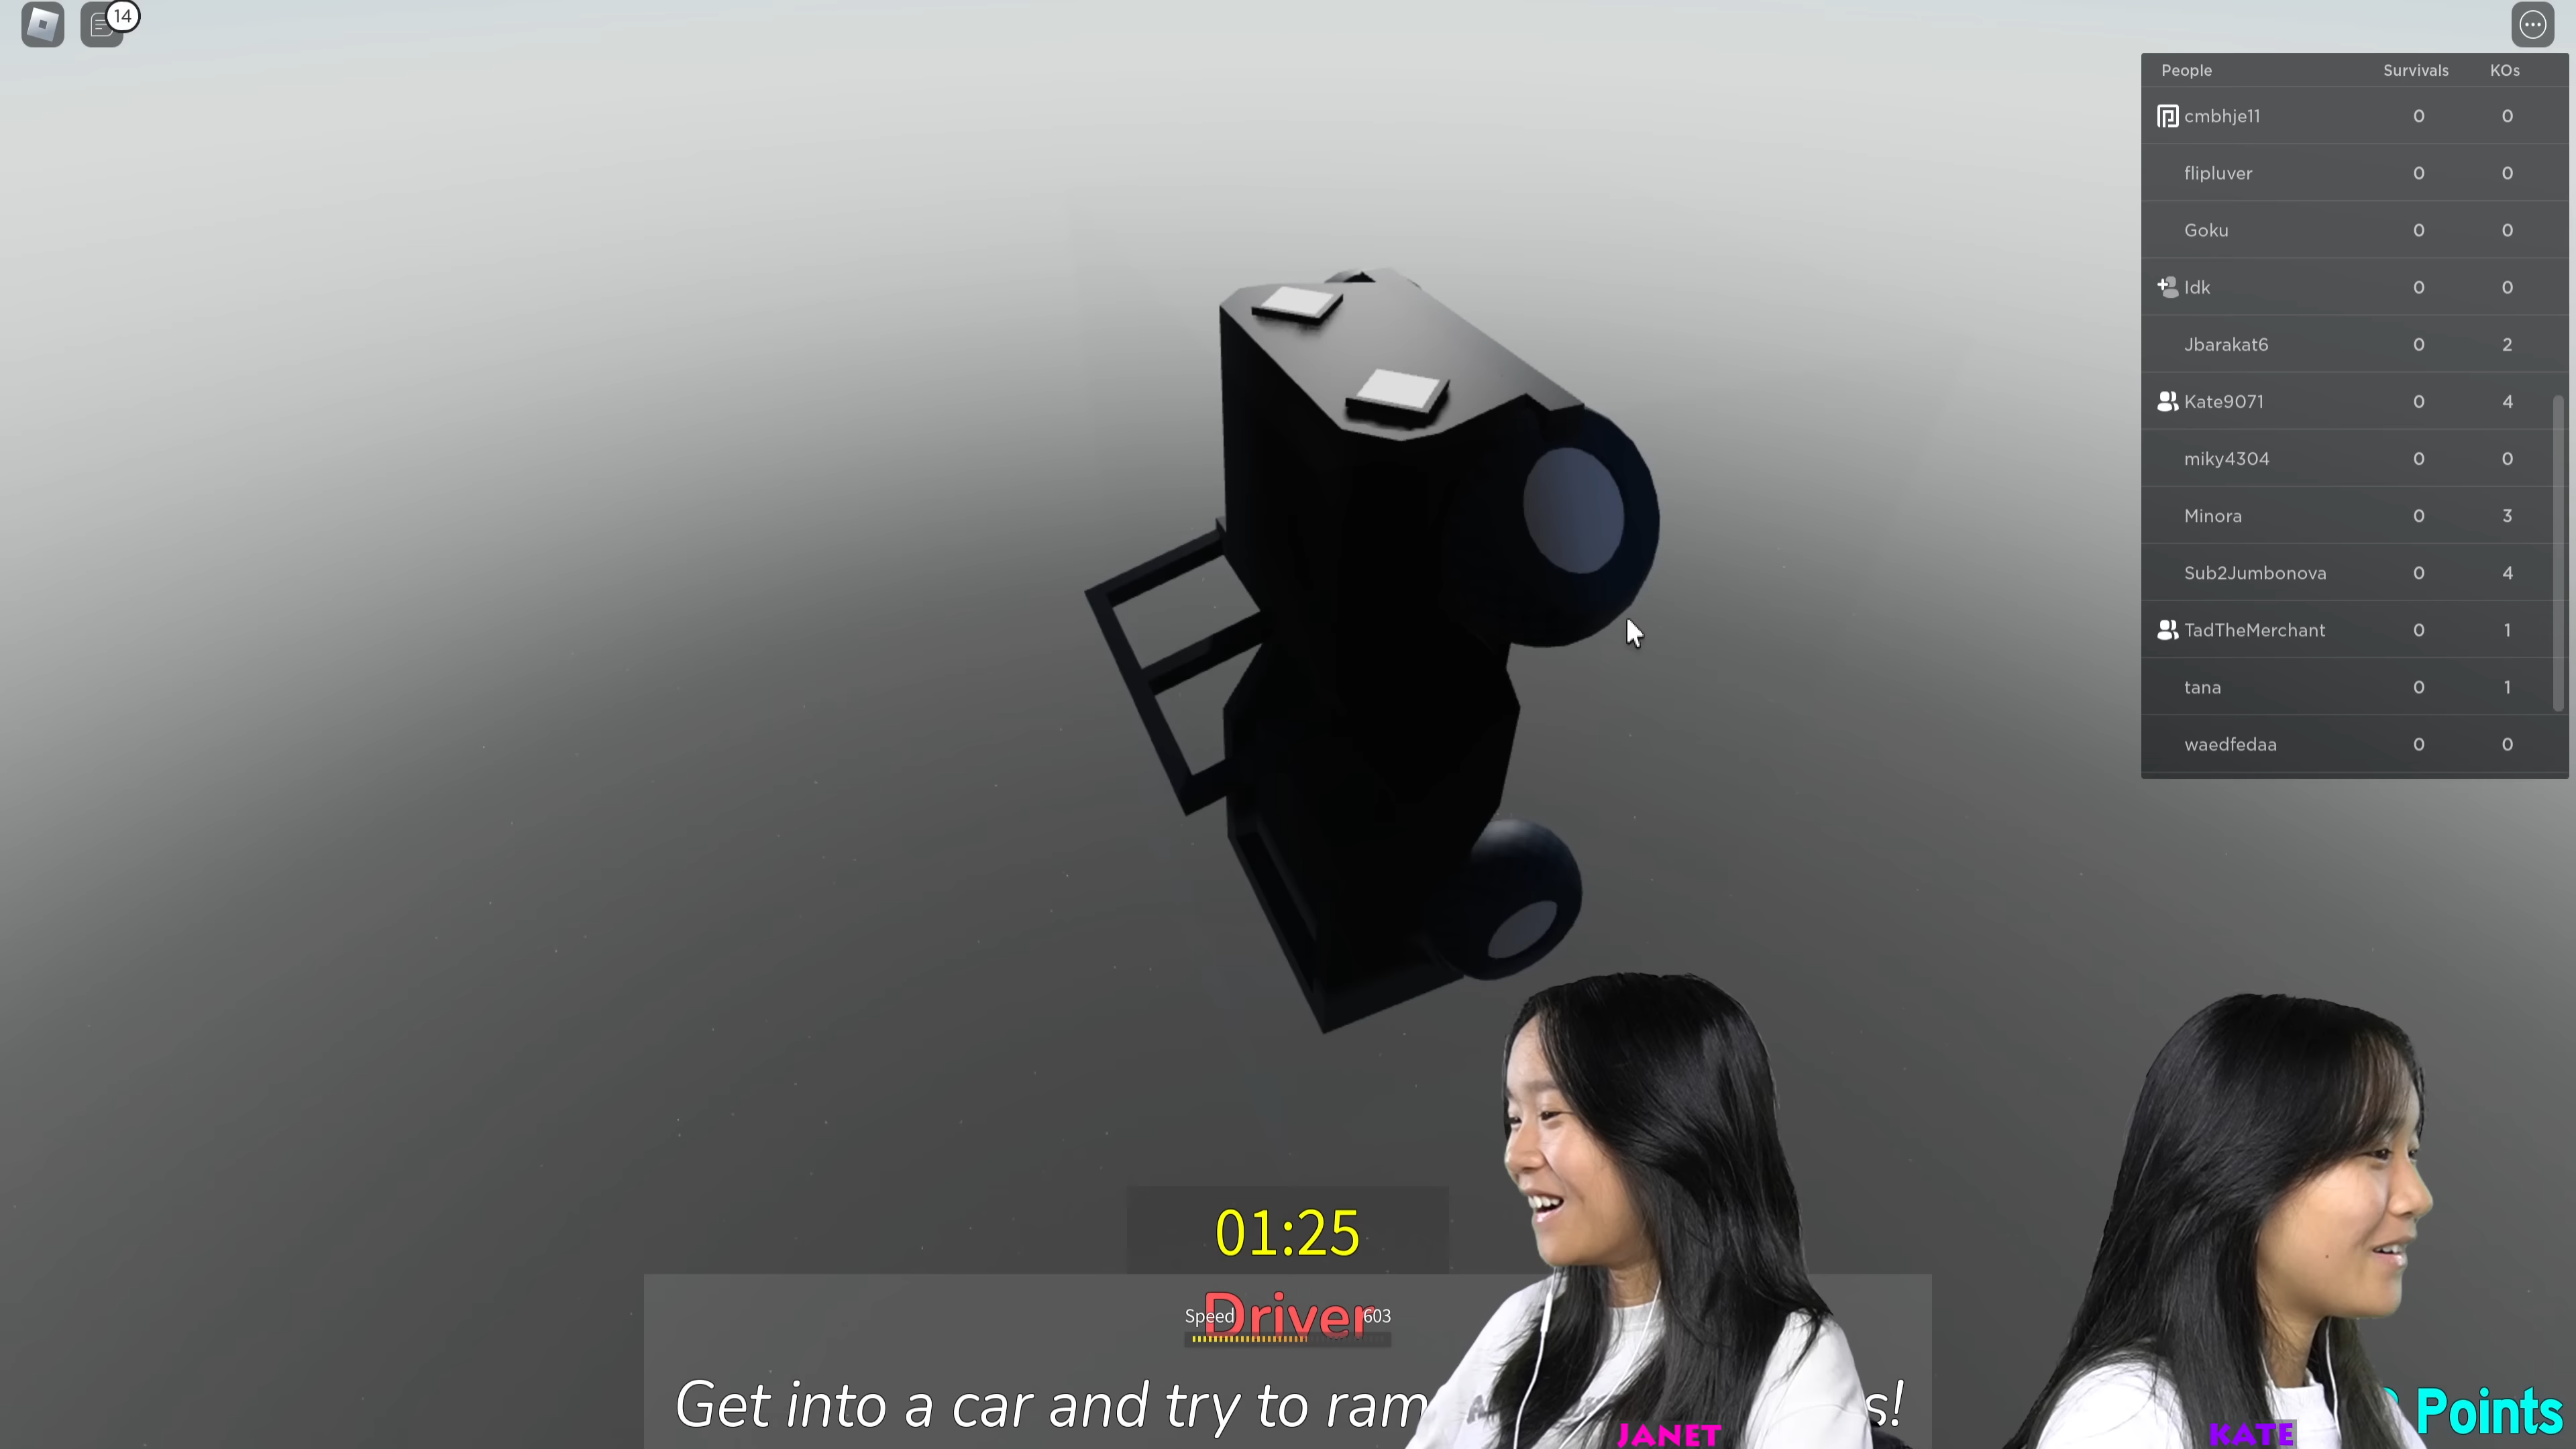 14
People Survivals KOs
cmbhje11 0 0
flipluver 0 0
Goku 0 0
Idk 0 0
Jbarakat6 0 2
Kate9071 0 4
miky4304 0 0
Minora 0 3
Sub2Jumbonova 0 4
TadTheMerchant 0 1
tana 0 1
waedfedaa 0 0
01:25
Driver
Speed 603
Get into a car and try to ram s!
Points
JANET
KATE